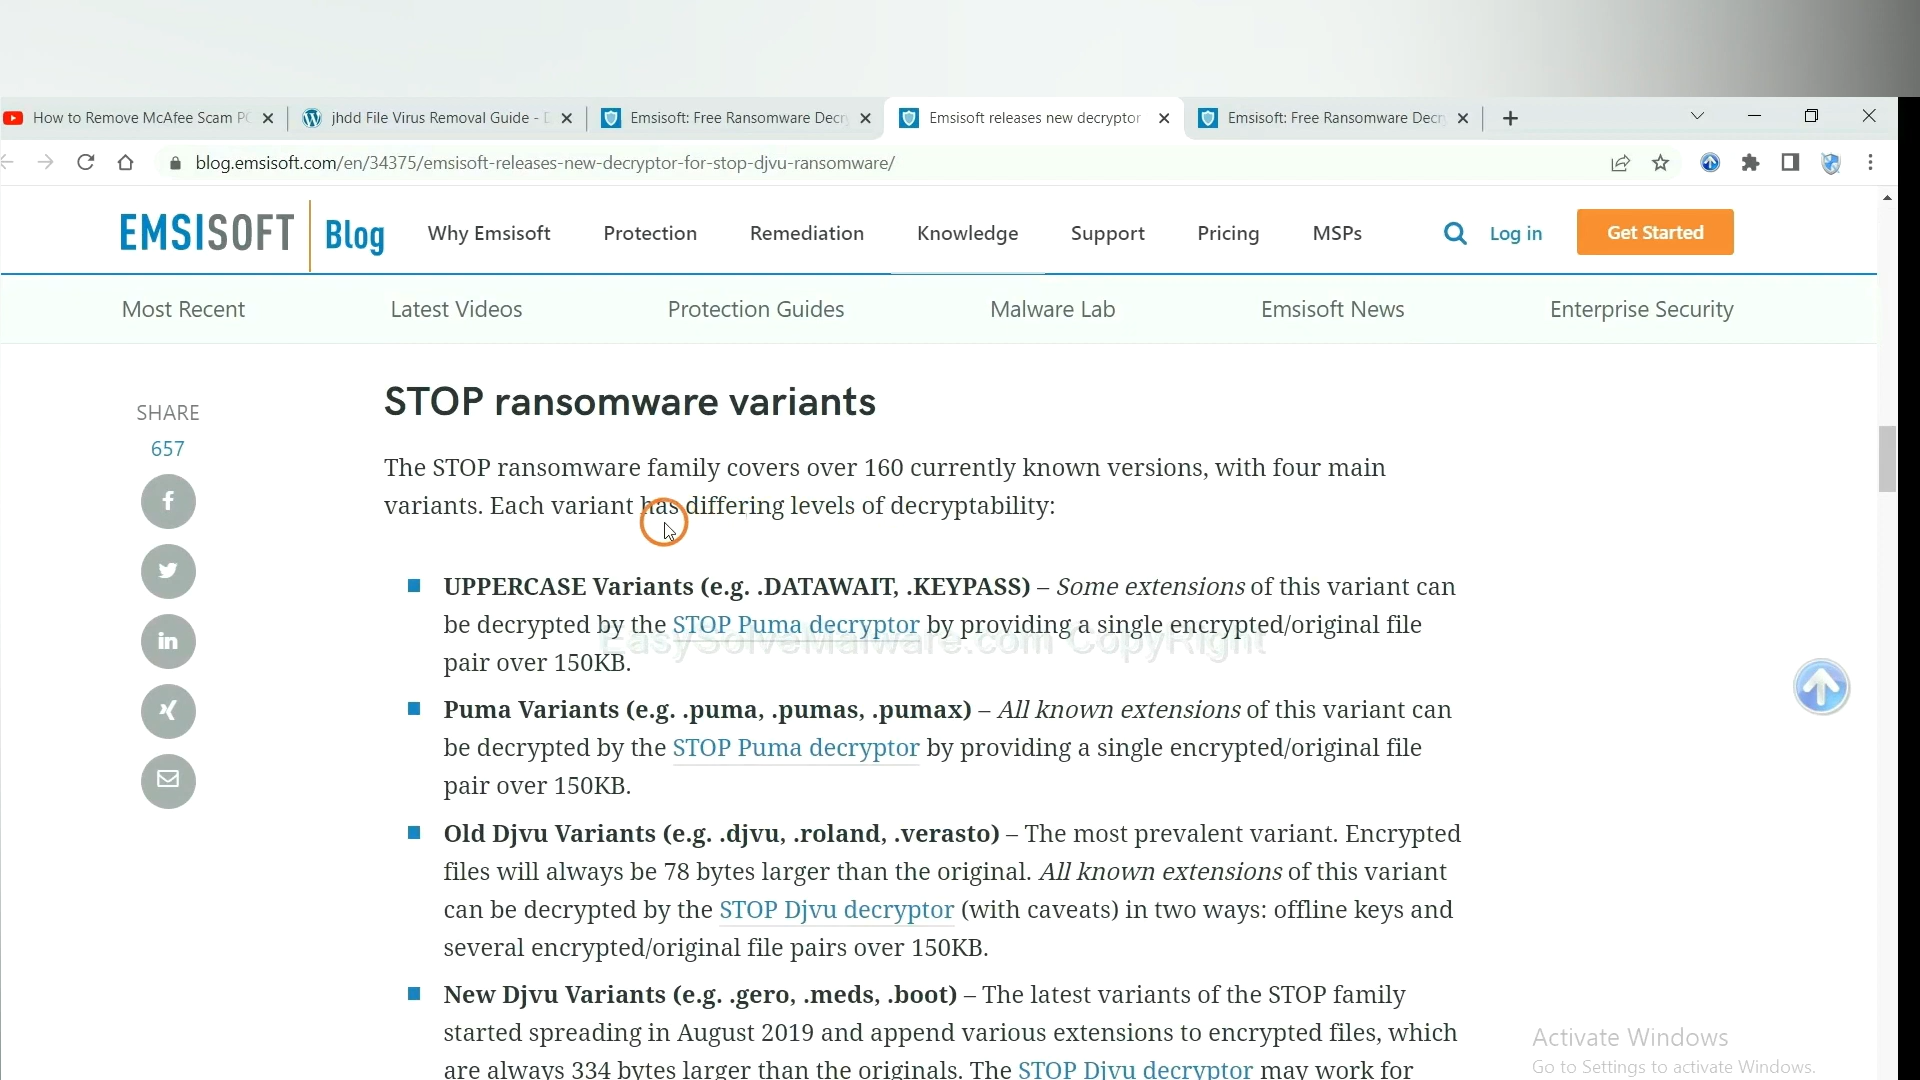 How to Remove McAfee Scam PC
jhdd File Virus Removal Guide - D
Emsisoft: Free Ransomware Decry
Emsisoft releases new decryptor
Emsisoft: Free Ransomware Decry
blog.emsisoft.com/en/34375/emsisoft-releases-new-decryptor-for-stop-djvu-ransomware/
EMSISOFT Blog Why Emsisoft Protection Remediation Knowledge Support Pricing MSPs Log in Get Started
Most Recent Latest Videos Protection Guides Malware Lab Emsisoft News Enterprise Security
SHARE
657
STOP ransomware variants
The STOP ransomware family covers over 160 currently known versions, with four main
variants. Each variant has differing levels of decryptability:
UPPERCASE Variants (e.g. .DATAWAIT, .KEYPASS) – Some extensions of this variant can
be decrypted by the STOP Puma decryptor by providing a single encrypted/original file
EasySolveMalware.com CopyRight
pair over 150KB.
Puma Variants (e.g. .puma, .pumas, .pumax) – All known extensions of this variant can
be decrypted by the STOP Puma decryptor by providing a single encrypted/original file
pair over 150KB.
Old Djvu Variants (e.g. .djvu, .roland, .verasto) – The most prevalent variant. Encrypted
files will always be 78 bytes larger than the original. All known extensions of this variant
can be decrypted by the STOP Djvu decryptor (with caveats) in two ways: offline keys and
several encrypted/original file pairs over 150KB.
New Djvu Variants (e.g. .gero, .meds, .boot) – The latest variants of the STOP family
started spreading in August 2019 and append various extensions to encrypted files, which
are always 334 bytes larger than the originals. The STOP Djvu decryptor may work for
Activate Windows
Go to Settings to activate Windows.